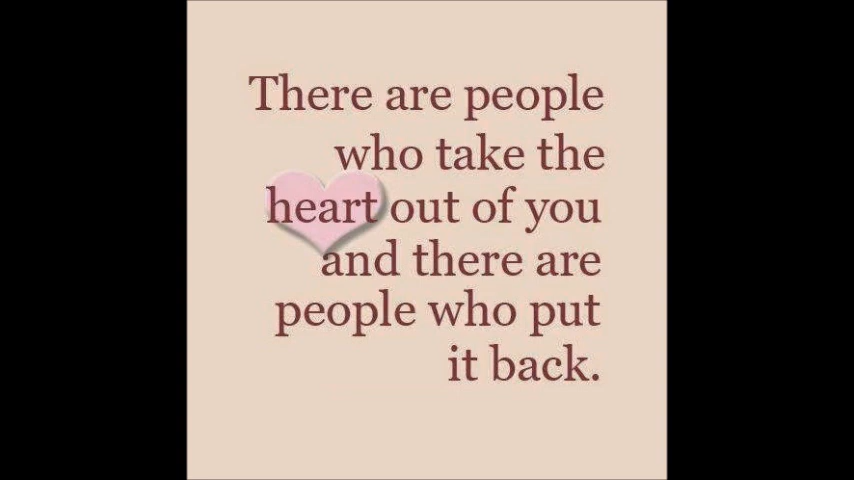 There are people
who take the
heart out of you
and there are
people who put
it back.